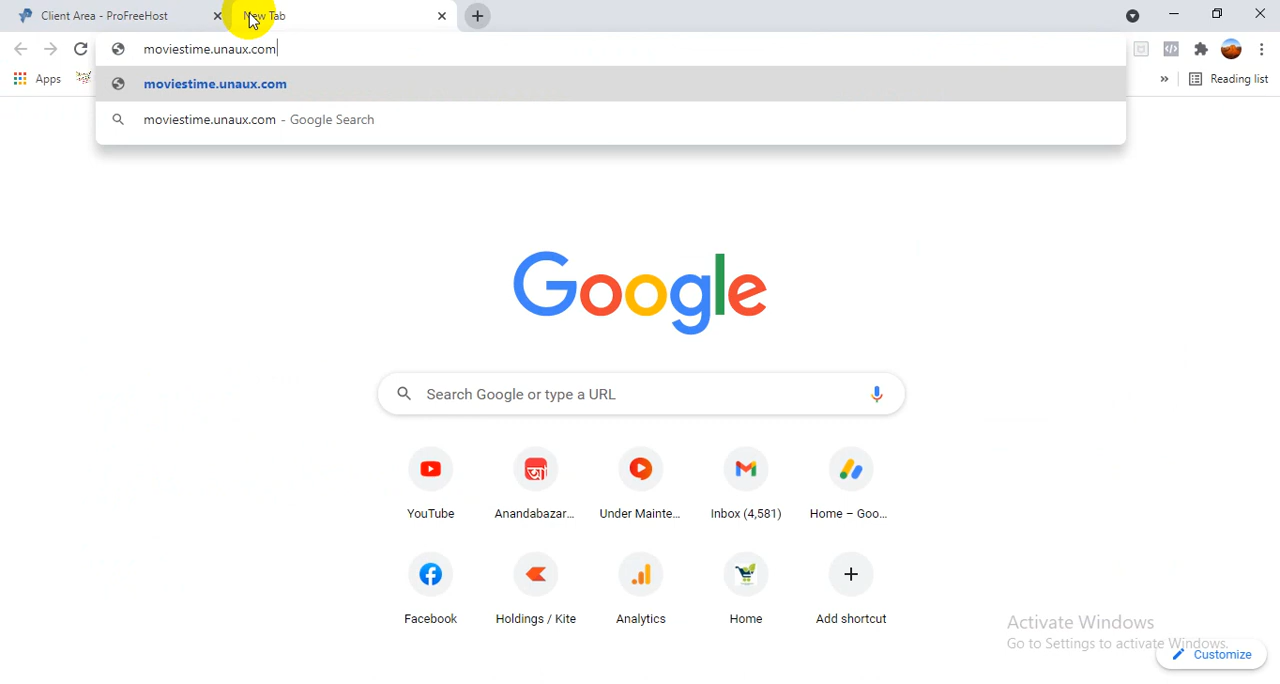 Client Area - ProFreeHost
New Tab
moviestime.unaux.com
Apps
Reading list
moviestime.unaux.com
moviestime.unaux.com - Google Search
Google
Search Google or type a URL
YouTube
Anandabazar...
Under Mainte...
Inbox (4,581)
Home – Goo...
Facebook
Holdings / Kite
Analytics
Home
Add shortcut
Activate Windows
Go to Settings to activate Windows.
Customize